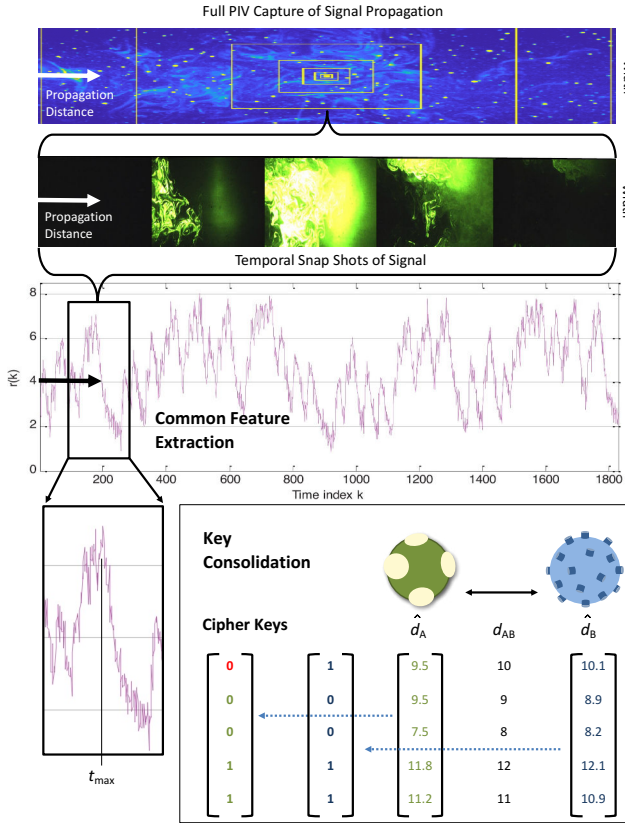 Full PIV Capture of Signal Propagation
Propagation
Distance
Propagation
Distance
Temporal Snap Shots of Signal
8
6
4
2
0
r(k)
Common Feature
Extraction
200 400 600 800 1000 1200 1400 1600 1800
Time index k
t_max
Key
Consolidation
Cipher Keys
d̂_A d_AB d̂_B
0 1 9.5 10 10.1
0 0 9.5 9 8.9
0 0 7.5 8 8.2
1 1 11.8 12 12.1
1 1 11.2 11 10.9